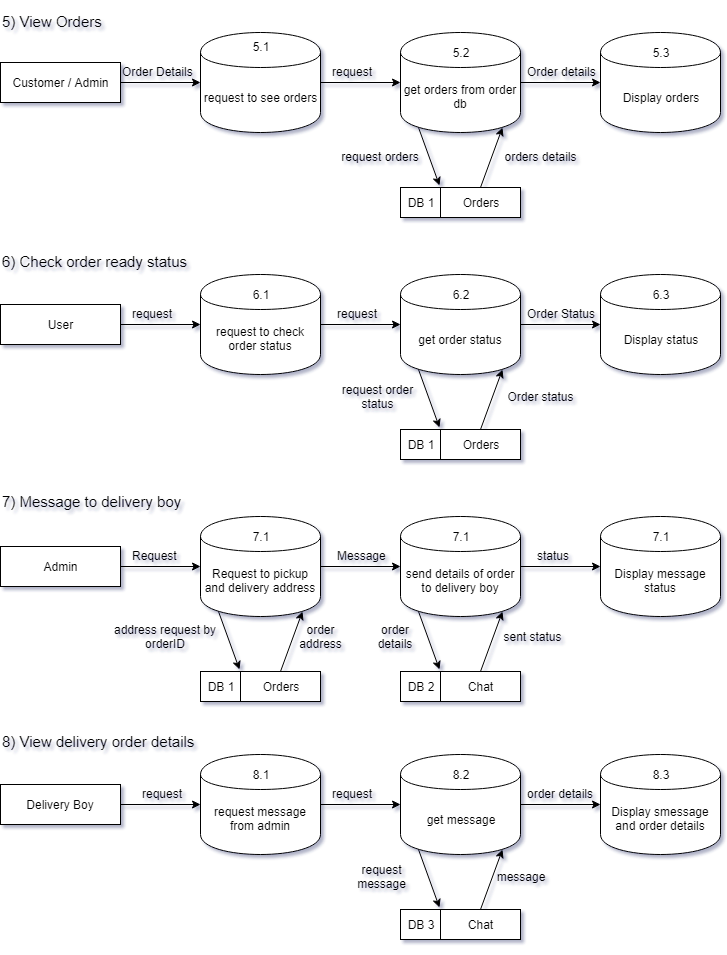 5) View Orders
5.1
5.2
5.3
Customer / Admin
Order Details
request to see orders
request
get orders from order
db
Order details
Display orders
request orders
orders details
DB 1
Orders
6) Check order ready status
6.1
6.2
6.3
User
request
request to check
order status
request
get order status
Order Status
Display status
request order
status
Order status
DB 1
Orders
7) Message to delivery boy
7.1
7.1
7.1
Admin
Request
Request to pickup
and delivery address
Message
send details of order
to delivery boy
status
Display message
status
address request by
orderID
order
address
order
details
sent status
DB 1
Orders
DB 2
Chat
8) View delivery order details
8.1
8.2
8.3
Delivery Boy
request
request message
from admin
request
get message
order details
Display smessage
and order details
request
message
message
DB 3
Chat